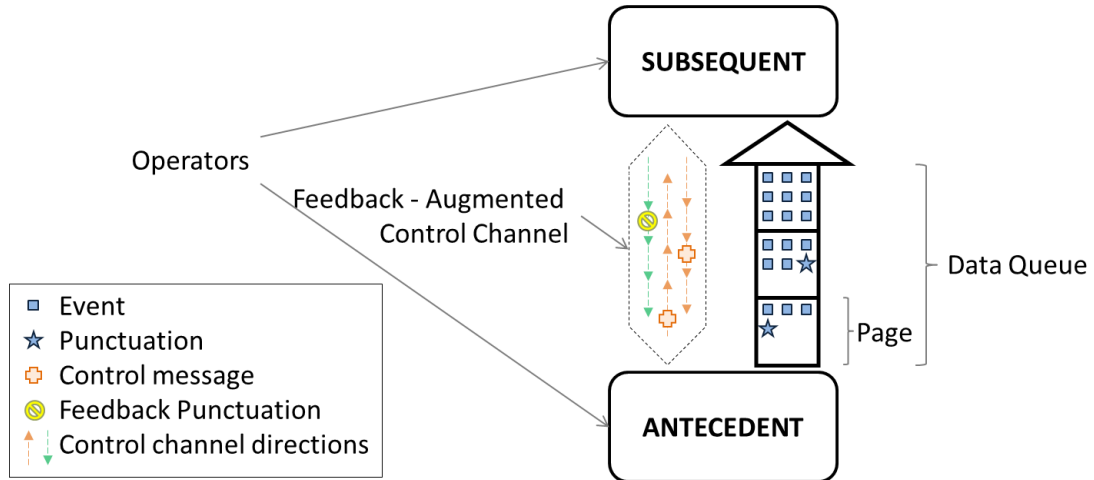 SUBSEQUENT
Operators
Feedback - Augmented
Control Channel
Data Queue
Page
Event
Punctuation
Control message
Feedback Punctuation
Control channel directions
ANTECEDENT